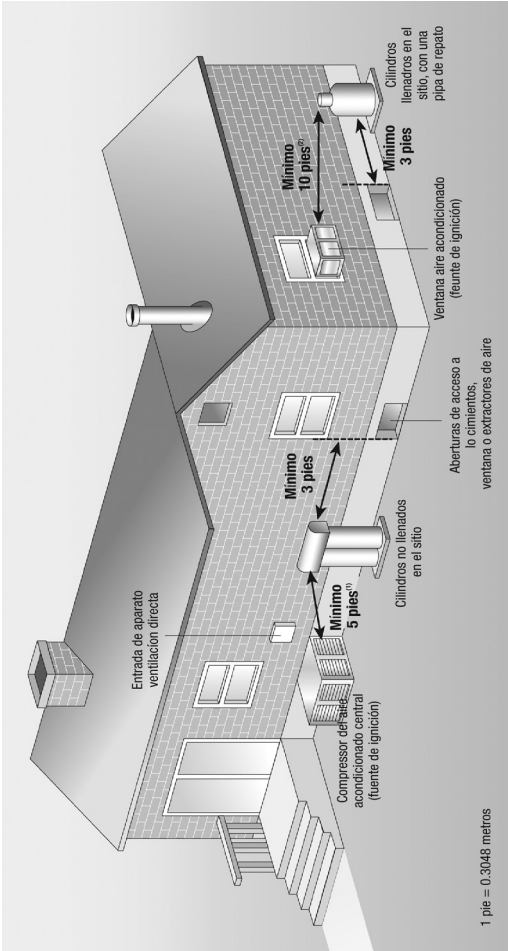 Cilindros
llenadros en el
sitio, con una
pipa de repato
Mínimo
10 pies(2)
Mínimo
3 pies
Ventana aire acondicionado
(feunte de ignición)
Mínimo
3 pies
Aberturas de acceso a
lo cimientos,
ventana o extractores de aire
Entrada de aparato
ventilacion directa
Mínimo
5 pies(1)
Cilindros no llenados
en el sitio
Compressor del aire
acondicionado central
(fuente de ignición)
1 pie = 0.3048 metros